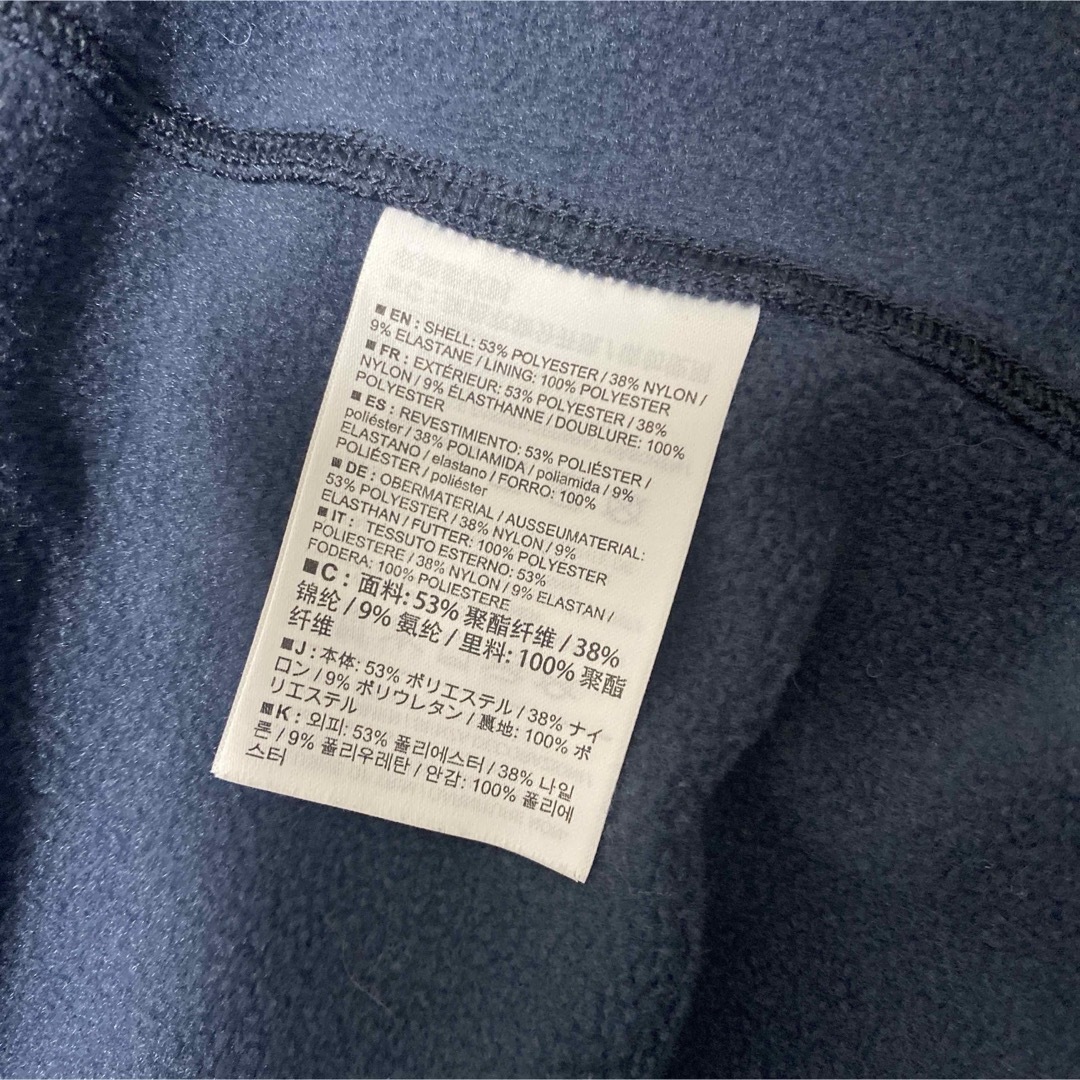 ■ EN : SHELL: 53% POLYESTER / 38% NYLON /
9% ELASTANE / LINING: 100% POLYESTER
■ FR : EXTÉRIEUR: 53% POLYESTER / 38%
NYLON / 9% ÉLASTHANNE / DOUBLURE: 100%
POLYESTER
■ ES : REVESTIMIENTO: 53% POLIÉSTER /
poliéster / 38% POLIAMIDA / poliamida / 9%
ELASTANO / elastano / FORRO: 100%
POLIÉSTER / poliéster
■ DE : OBERMATERIAL / AUSSEUMATERIAL:
53% POLYESTER / 38% NYLON / 9%
ELASTHAN / FUTTER: 100% POLYESTER
■ IT : TESSUTO ESTERNO: 53%
POLIESTERE / 38% NYLON / 9% ELASTAN /
FODERA: 100% POLIESTERE
■ C : 面料: 53% 聚酯纤维 / 38%
锦纶 / 9% 氨纶 / 里料: 100% 聚酯
纤维
■ J : 本体: 53% ポリエステル / 38% ナイ
ロン / 9% ポリウレタン / 裏地: 100% ポ
リエステル
■ K : 외피: 53% 폴리에스터 / 38% 나일
론 / 9% 폴리우레탄 / 안감: 100% 폴리에
스터